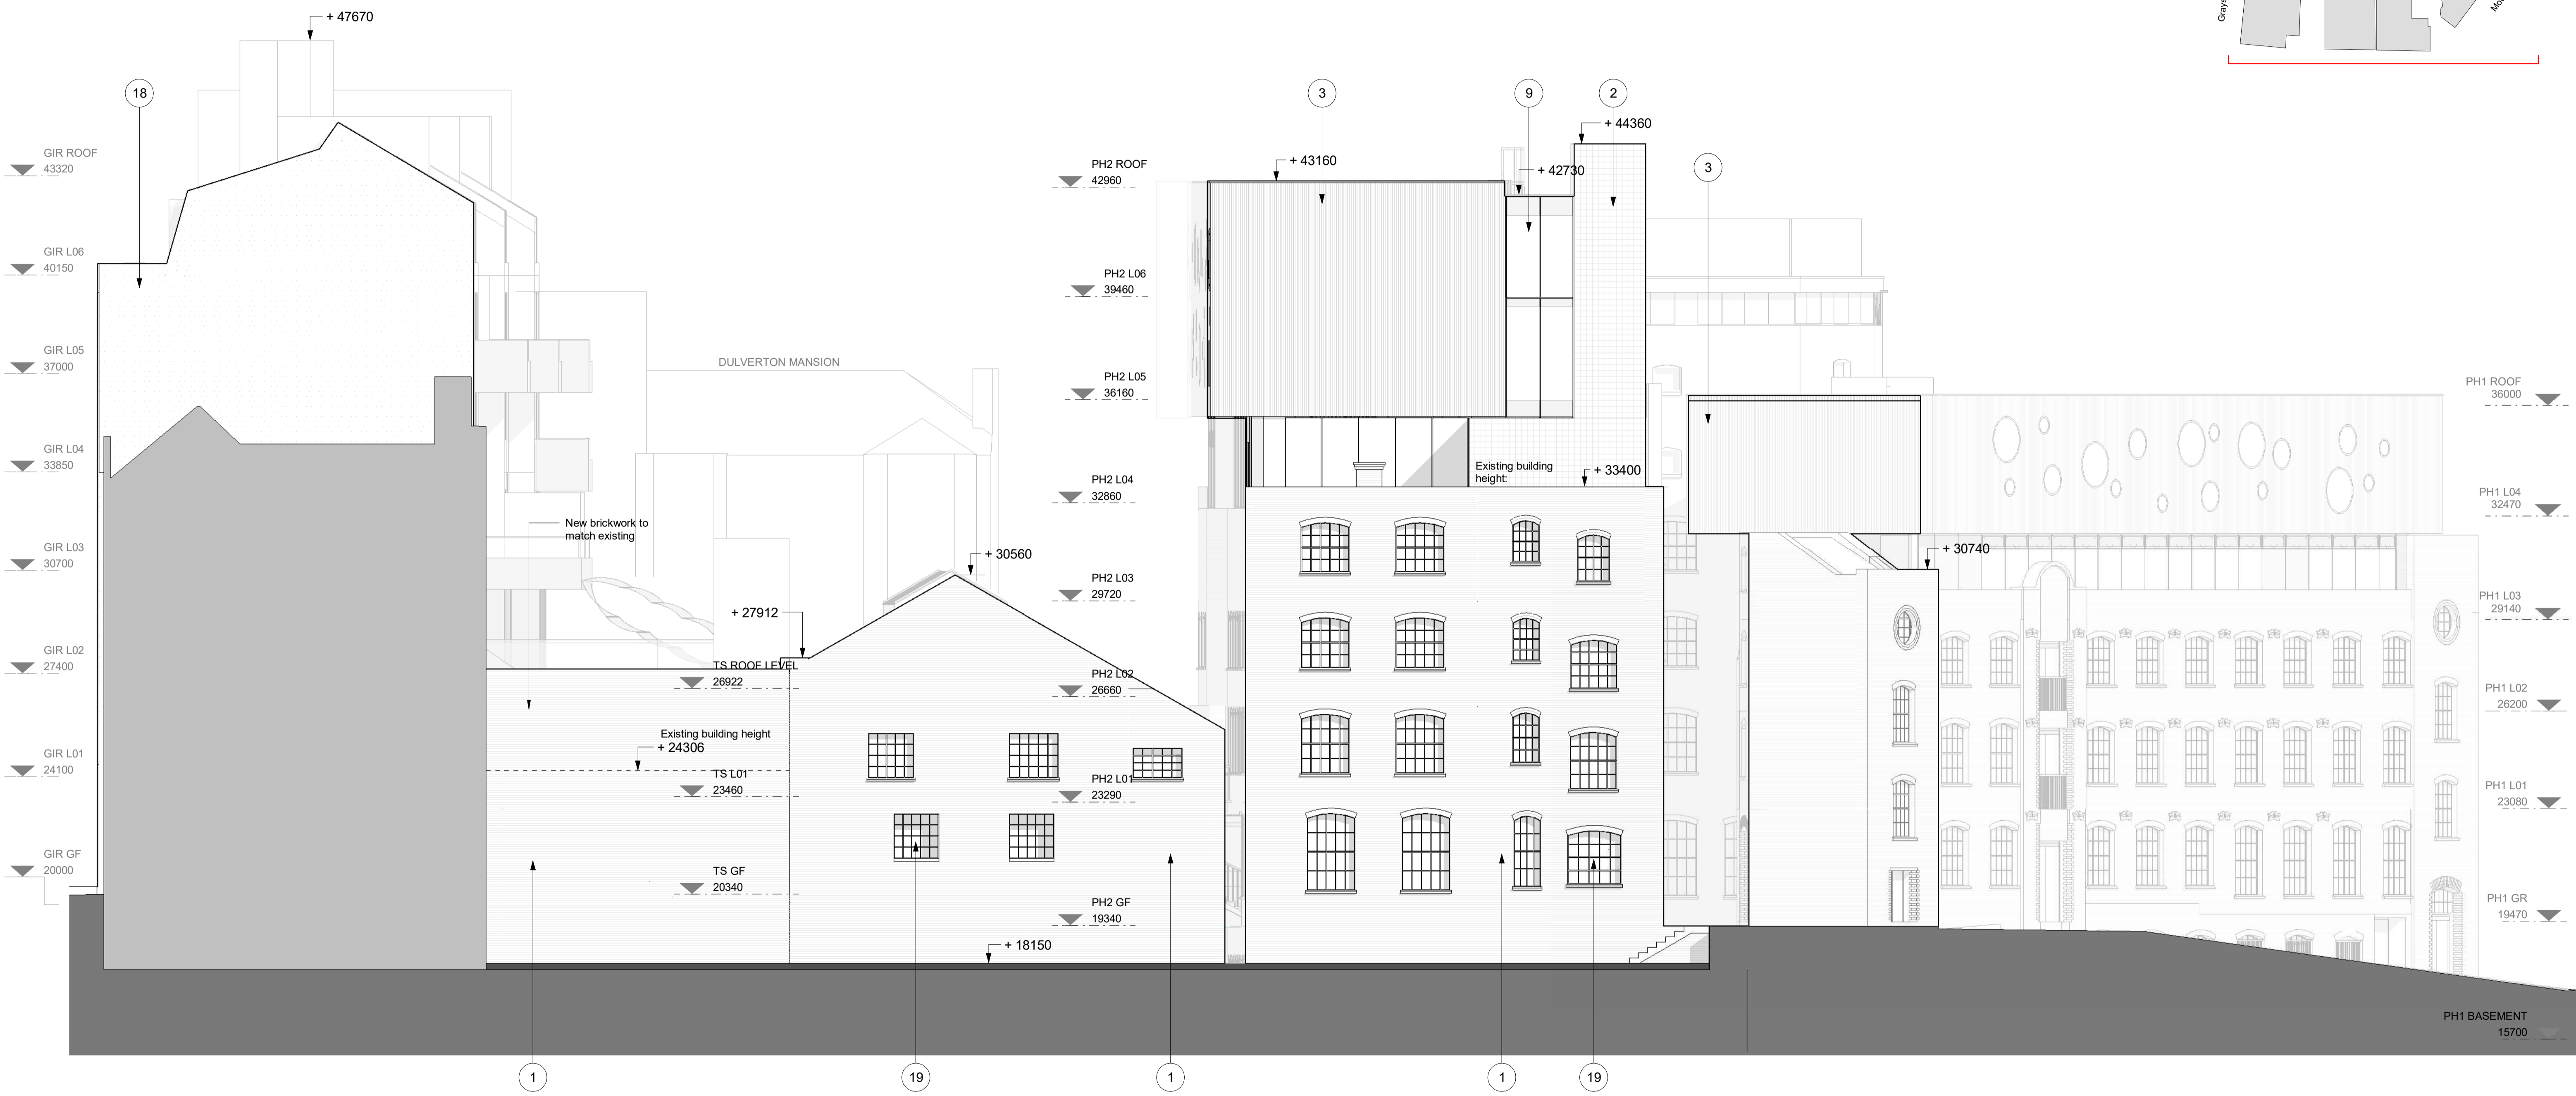 + 47670
Grays
Mo
18
3
9
2
3
+ 44360
+ 43160
+ 42730
GIR ROOF
43320
GIR L06
40150
GIR L05
37000
GIR L04
33850
GIR L03
30700
GIR L02
27400
GIR L01
24100
GIR GF
20000
DULVERTON MANSION
New brickwork to
match existing
+ 30560
+ 27912
TS ROOF LEVEL
26922
Existing building height
+ 24306
TS L01
23460
TS GF
20340
+ 18150
PH2 ROOF
42960
PH2 L06
39460
PH2 L05
36160
PH2 L04
32860
PH2 L03
29720
PH2 L02
26660
PH2 L01
23290
PH2 GF
19340
Existing building
height:
+ 33400
+ 30740
PH1 ROOF
36000
PH1 L04
32470
PH1 L03
29140
PH1 L02
26200
PH1 L01
23080
PH1 GR
19470
PH1 BASEMENT
15700
1
19
1
1
19